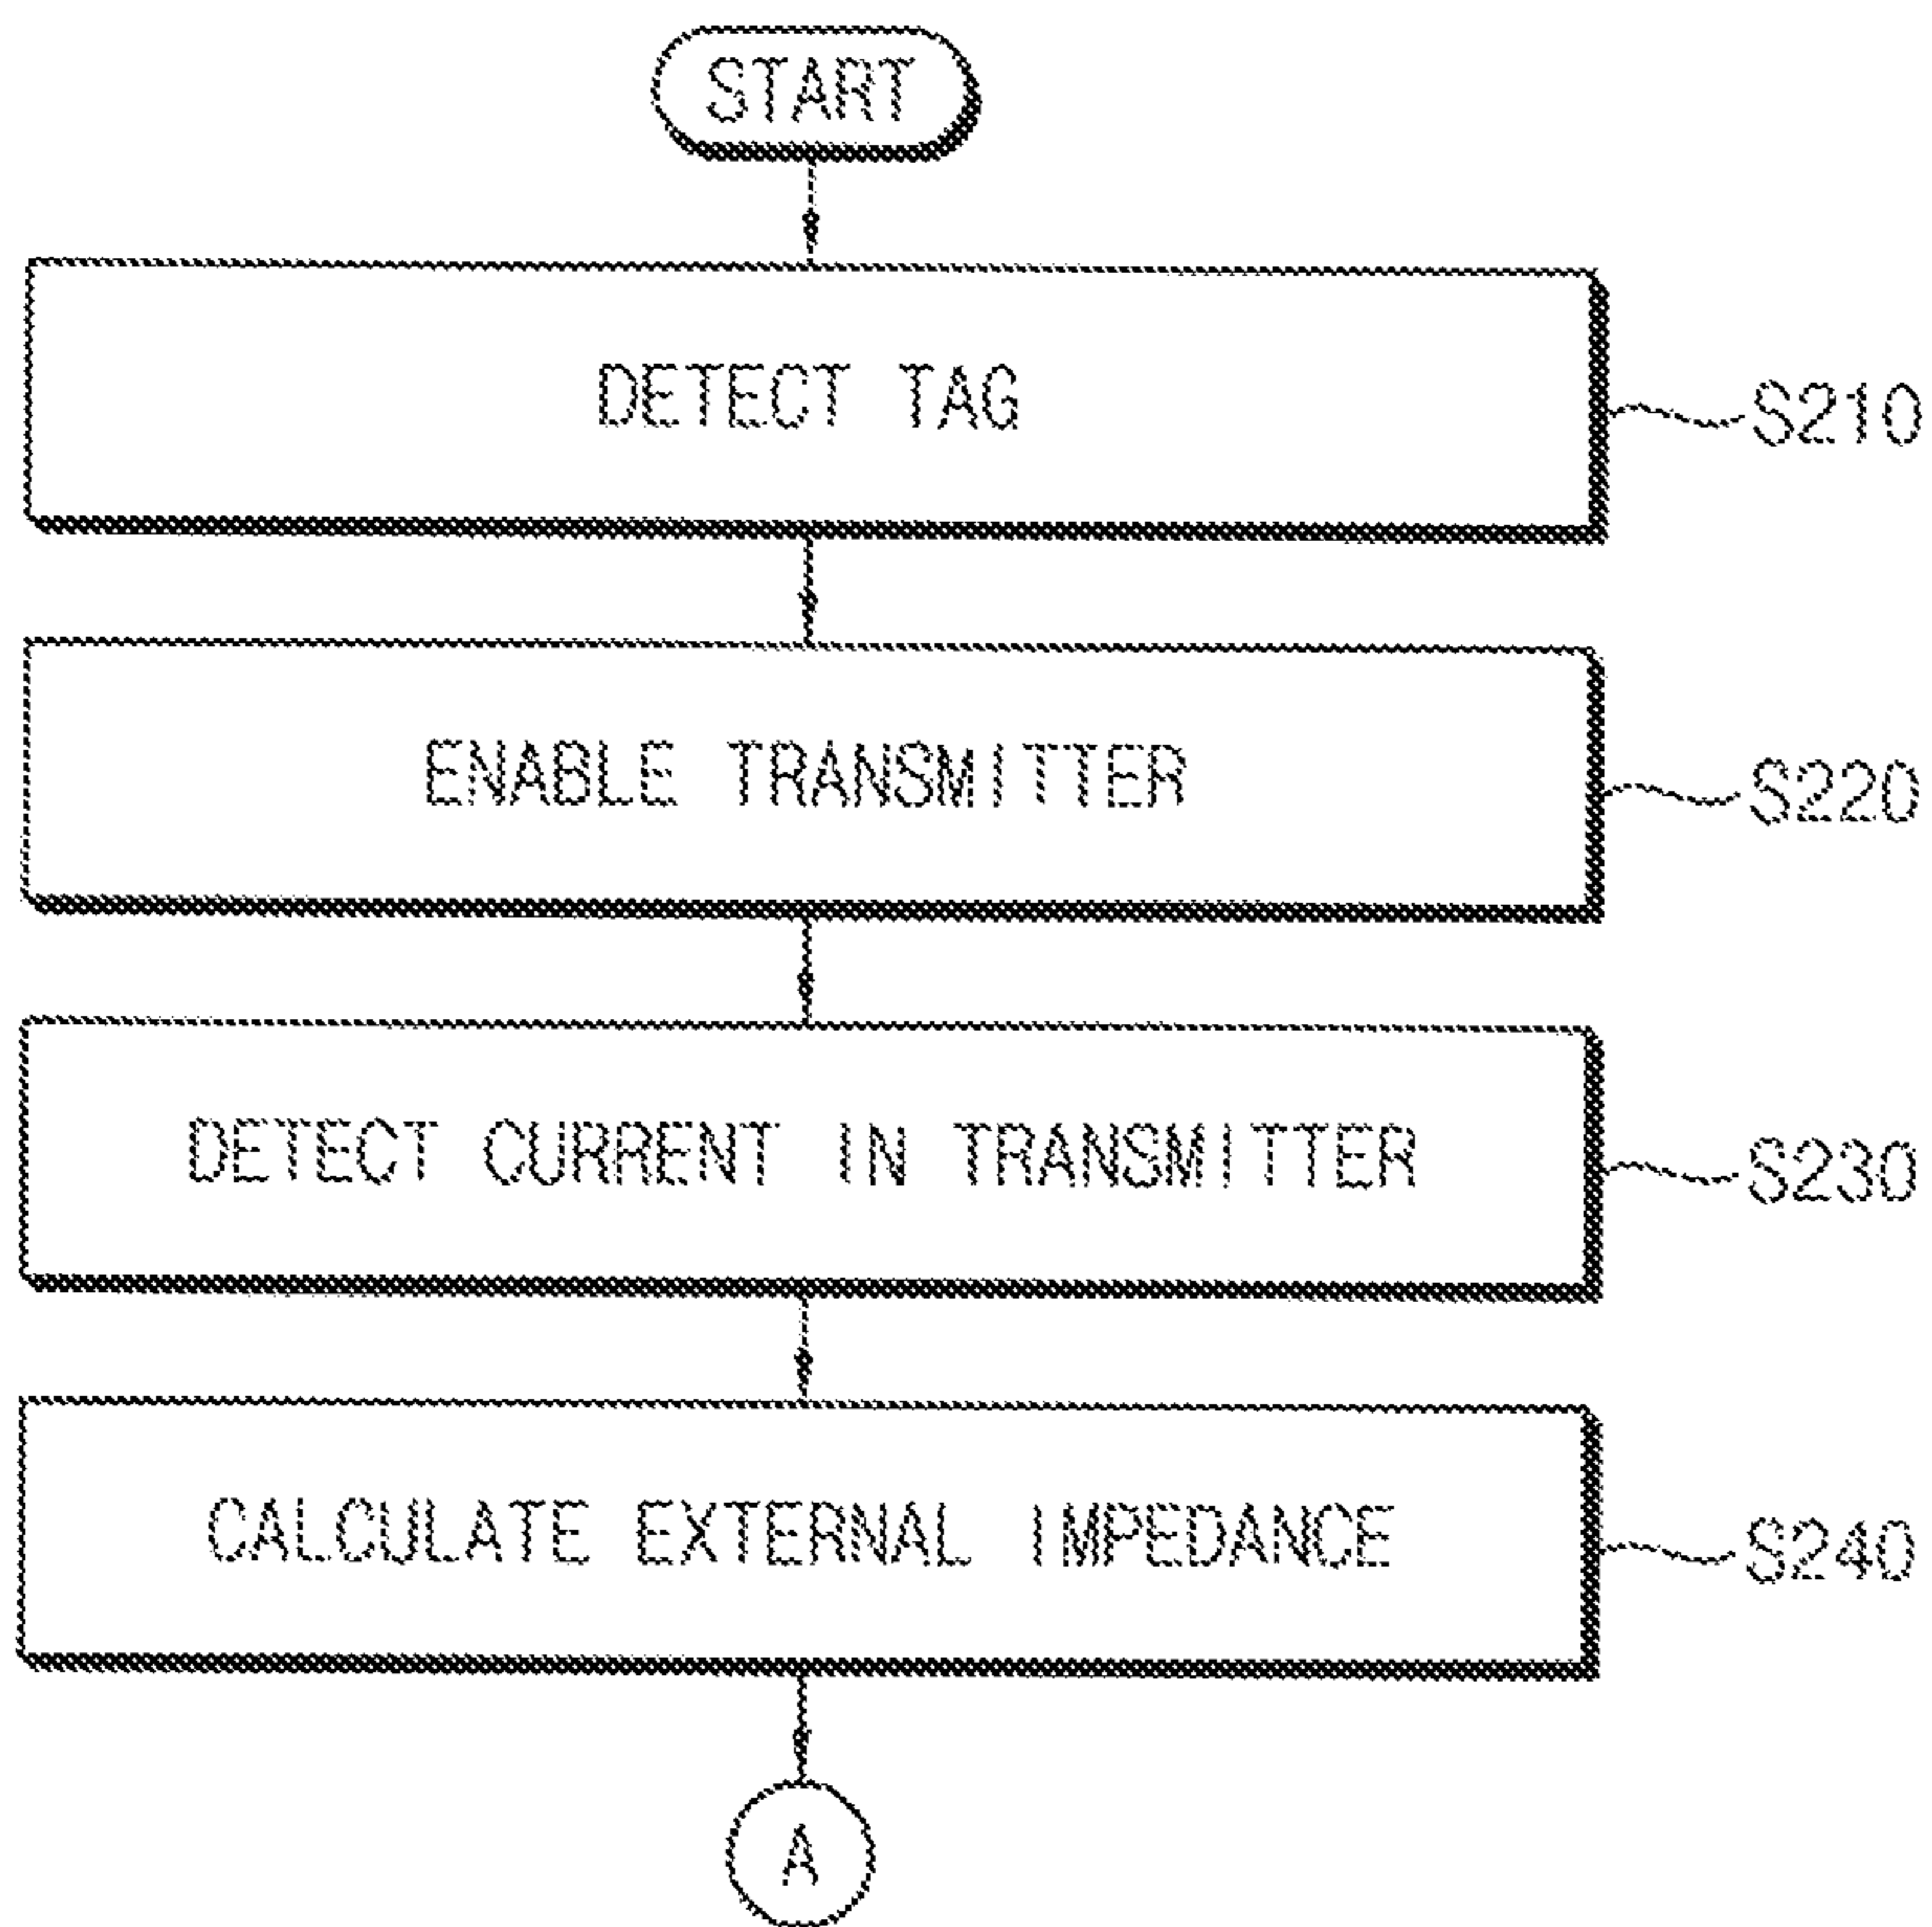 START
DETECT TAG
S210
ENABLE TRANSMITTER
S220
DETECT CURRENT IN TRANSMITTER
S230
CALCULATE EXTERNAL IMPEDANCE
S240
A